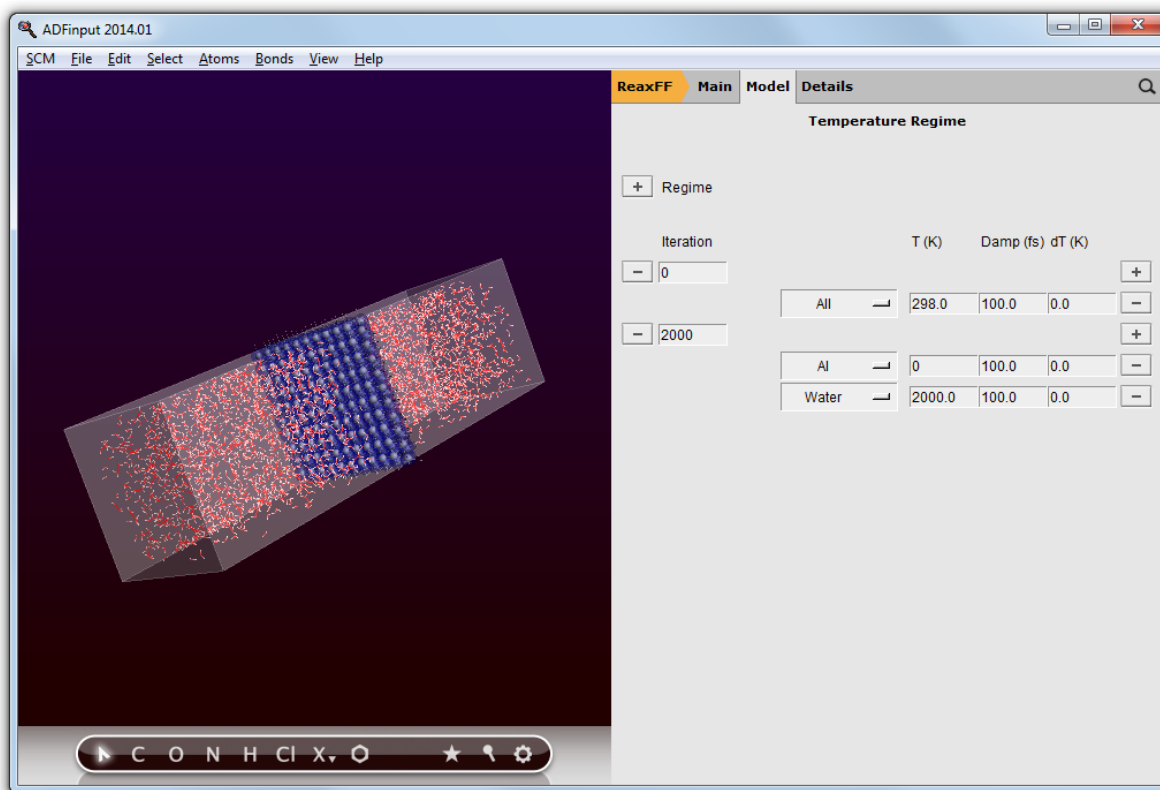 ADFinput 2014.01
SCM File Edit Select Atoms Bonds View Help
ReaxFF Main Model Details
Temperature Regime
+ Regime
Iteration T (K) Damp (fs) dT (K)
− 0 +
All 298.0 100.0 0.0 −
− 2000 +
Al 0 100.0 0.0 −
Water 2000.0 100.0 0.0 −
C O N H Cl X